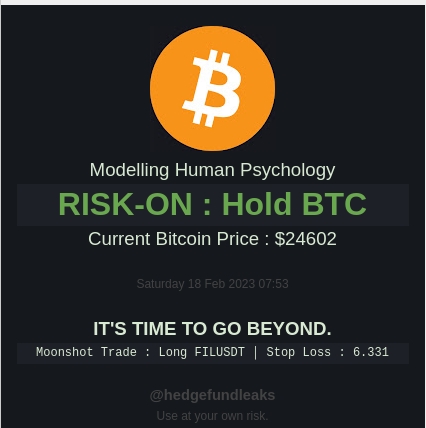 Modelling Human Psychology
RISK-ON : Hold BTC
Current Bitcoin Price : $24602
Saturday 18 Feb 2023 07:53
IT'S TIME TO GO BEYOND.
Moonshot Trade : Long FILUSDT | Stop Loss : 6.331
@hedgefundleaks
Use at your own risk.